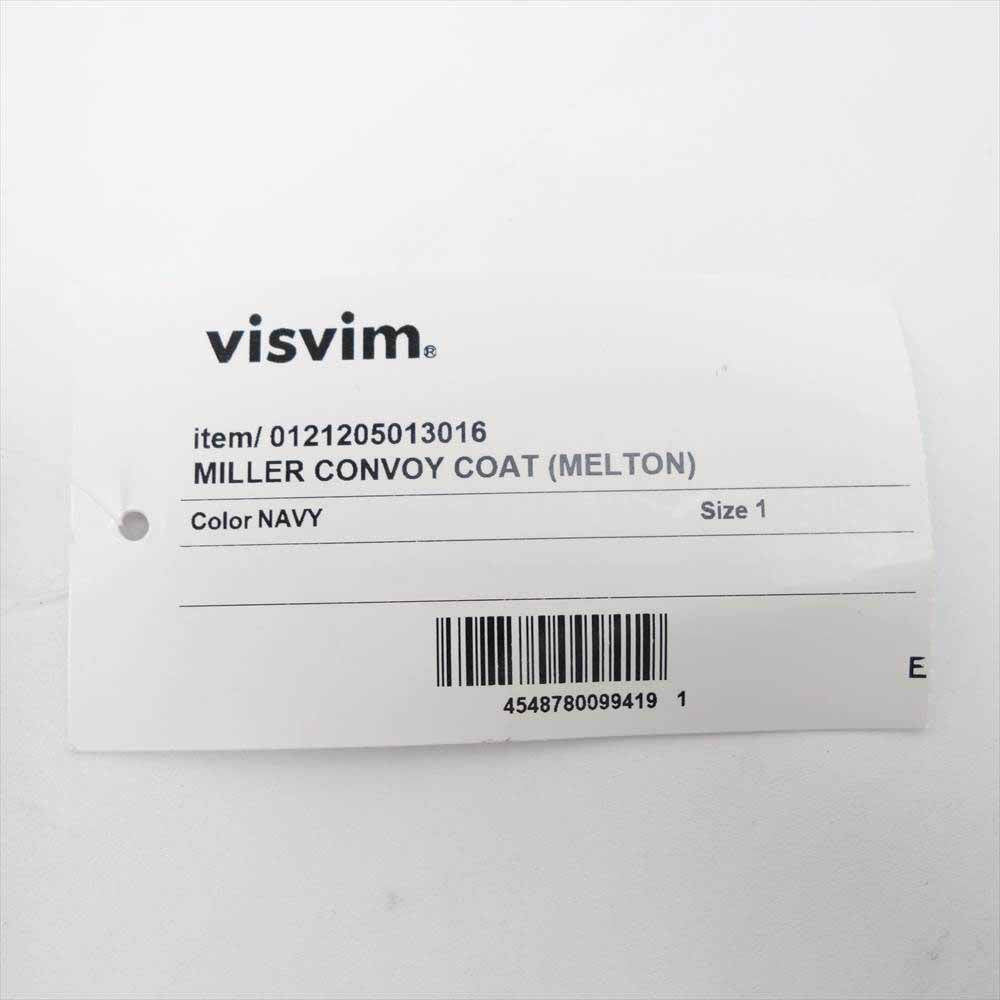 visvim®
item/ 0121205013016
MILLER CONVOY COAT (MELTON)
Color NAVY Size 1
E
4548780099419 1